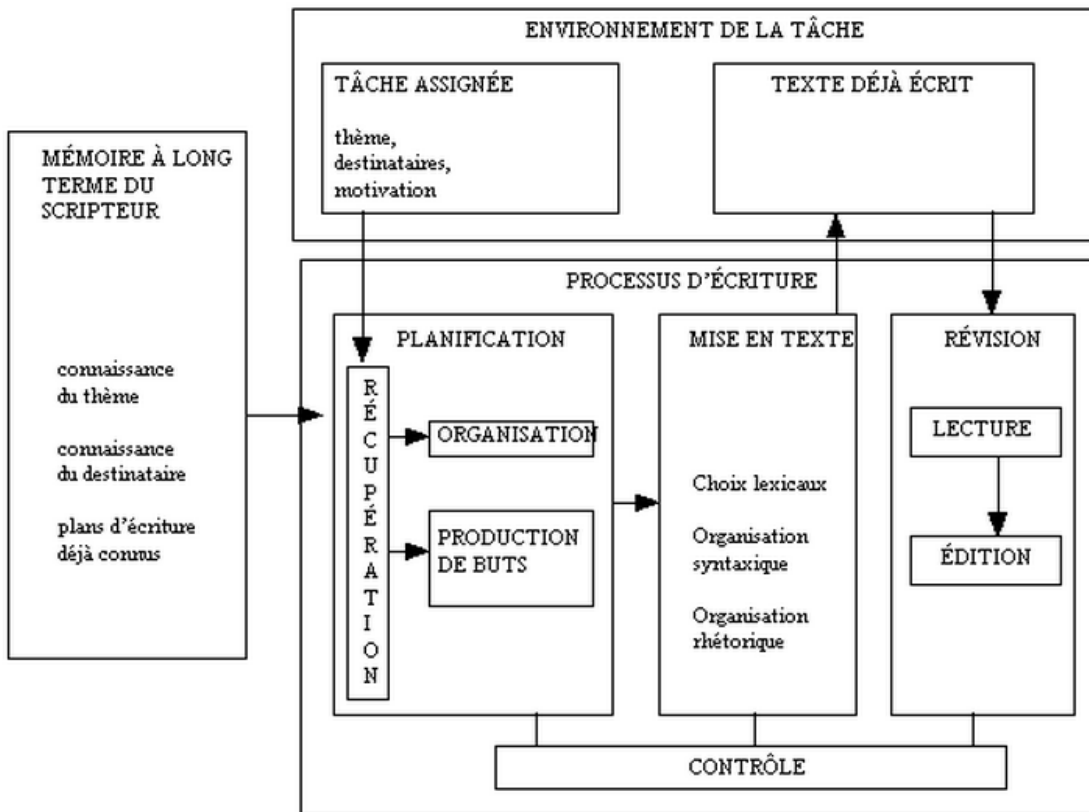 ENVIRONNEMENT DE LA TÂCHE
TÂCHE ASSIGNÉE
thème,
destinataires,
motivation
TEXTE DÉJÀ ÉCRIT
MÉMOIRE À LONG
TERME DU
SCRIPTEUR
connaissance
du thème
connaissance
du destinataire
plans d'écriture
déjà connus
PROCESSUS D'ÉCRITURE
PLANIFICATION
RÉCUPÉRATION
ORGANISATION
PRODUCTION
DE BUTS
MISE EN TEXTE
Choix lexicaux
Organisation
syntaxique
Organisation
rhétorique
RÉVISION
LECTURE
ÉDITION
CONTRÔLE